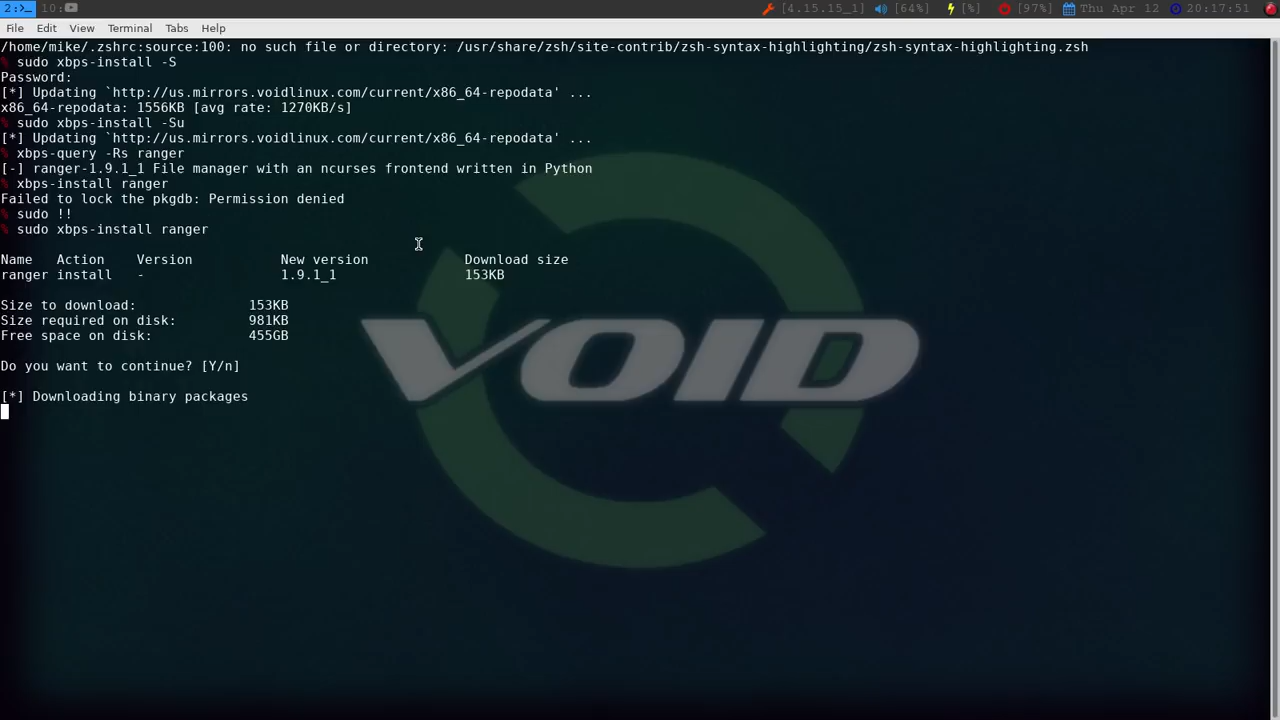 2: 10: [4.15.15_1] [64%] [%] [97%] Thu Apr 12 20:17:51
File Edit View Terminal Tabs Help
/home/mike/.zshrc:source:100: no such file or directory: /usr/share/zsh/site-contrib/zsh-syntax-highlighting/zsh-syntax-highlighting.zsh
% sudo xbps-install -S
Password:
[*] Updating `http://us.mirrors.voidlinux.com/current/x86_64-repodata' ...
x86_64-repodata: 1556KB [avg rate: 1270KB/s]
% sudo xbps-install -Su
[*] Updating `http://us.mirrors.voidlinux.com/current/x86_64-repodata' ...
% xbps-query -Rs ranger
[-] ranger-1.9.1_1 File manager with an ncurses frontend written in Python
% xbps-install ranger
Failed to lock the pkgdb: Permission denied
% sudo !!
% sudo xbps-install ranger
Name Action Version New version Download size
ranger install - 1.9.1_1 153KB
Size to download: 153KB
Size required on disk: 981KB
Free space on disk: 455GB
Do you want to continue? [Y/n]
[*] Downloading binary packages
VOID